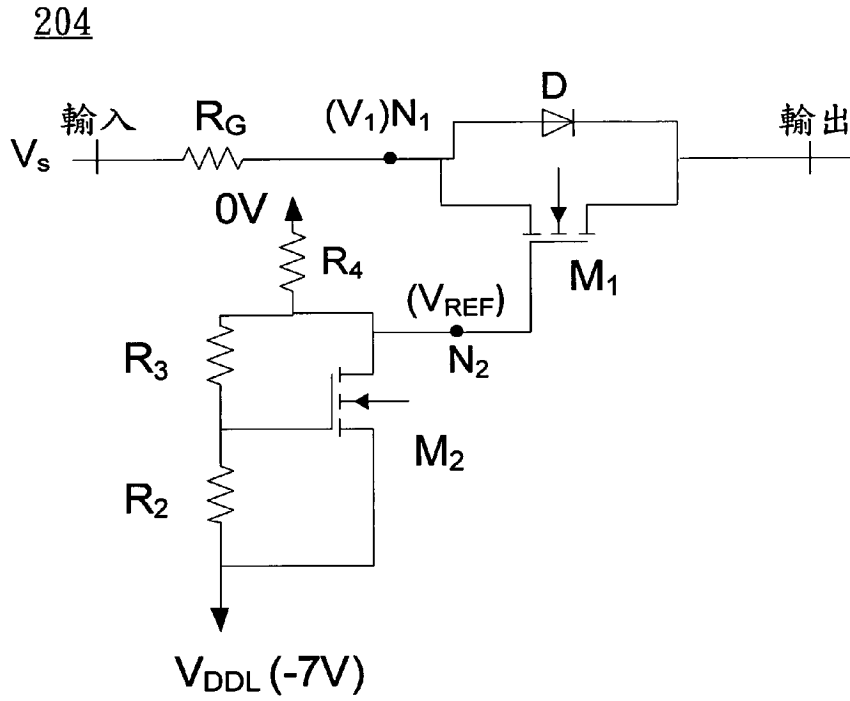 204
輸入
Vs
RG
(V1)N1
D
輸出
0V
R4
M1
(VREF)
N2
R3
M2
R2
VDDL (-7V)